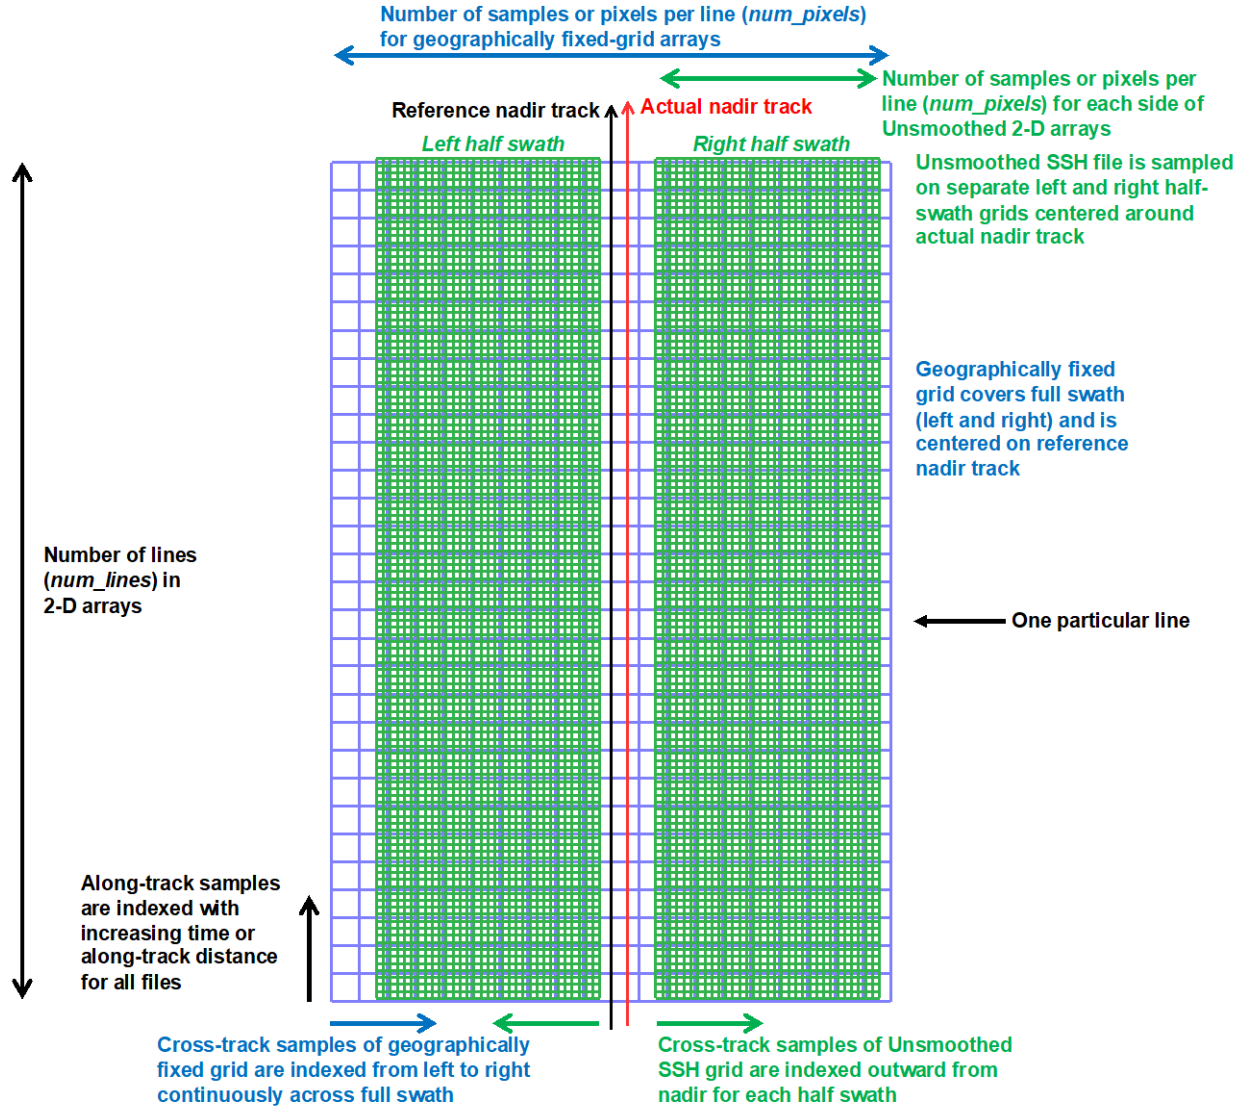 Number of samples or pixels per line (num_pixels)
for geographically fixed-grid arrays
Number of samples or pixels per
line (num_pixels) for each side of
Unsmoothed 2-D arrays
Reference nadir track
Actual nadir track
Left half swath
Right half swath
Unsmoothed SSH file is sampled
on separate left and right half-
swath grids centered around
actual nadir track
Geographically fixed
grid covers full swath
(left and right) and is
centered on reference
nadir track
Number of lines
(num_lines) in
2-D arrays
One particular line
Along-track samples
are indexed with
increasing time or
along-track distance
for all files
Cross-track samples of geographically
fixed grid are indexed from left to right
continuously across full swath
Cross-track samples of Unsmoothed
SSH grid are indexed outward from
nadir for each half swath